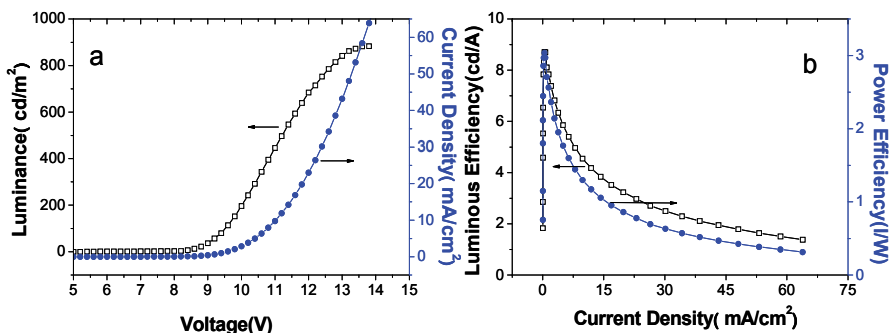 a
Luminance( cd/m²)
1000
800
600
400
200
0
5 6 7 8 9 10 11 12 13 14 15
Voltage(V)
60
50
40
30
20
10
0
Current Density( mA/cm²)
b
Luminous Efficiency(cd/A)
10
8
6
4
2
0
0 15 30 45 60 75
Current Density( mA/cm²)
3
2
1
0
Power Efficiency(l/W)